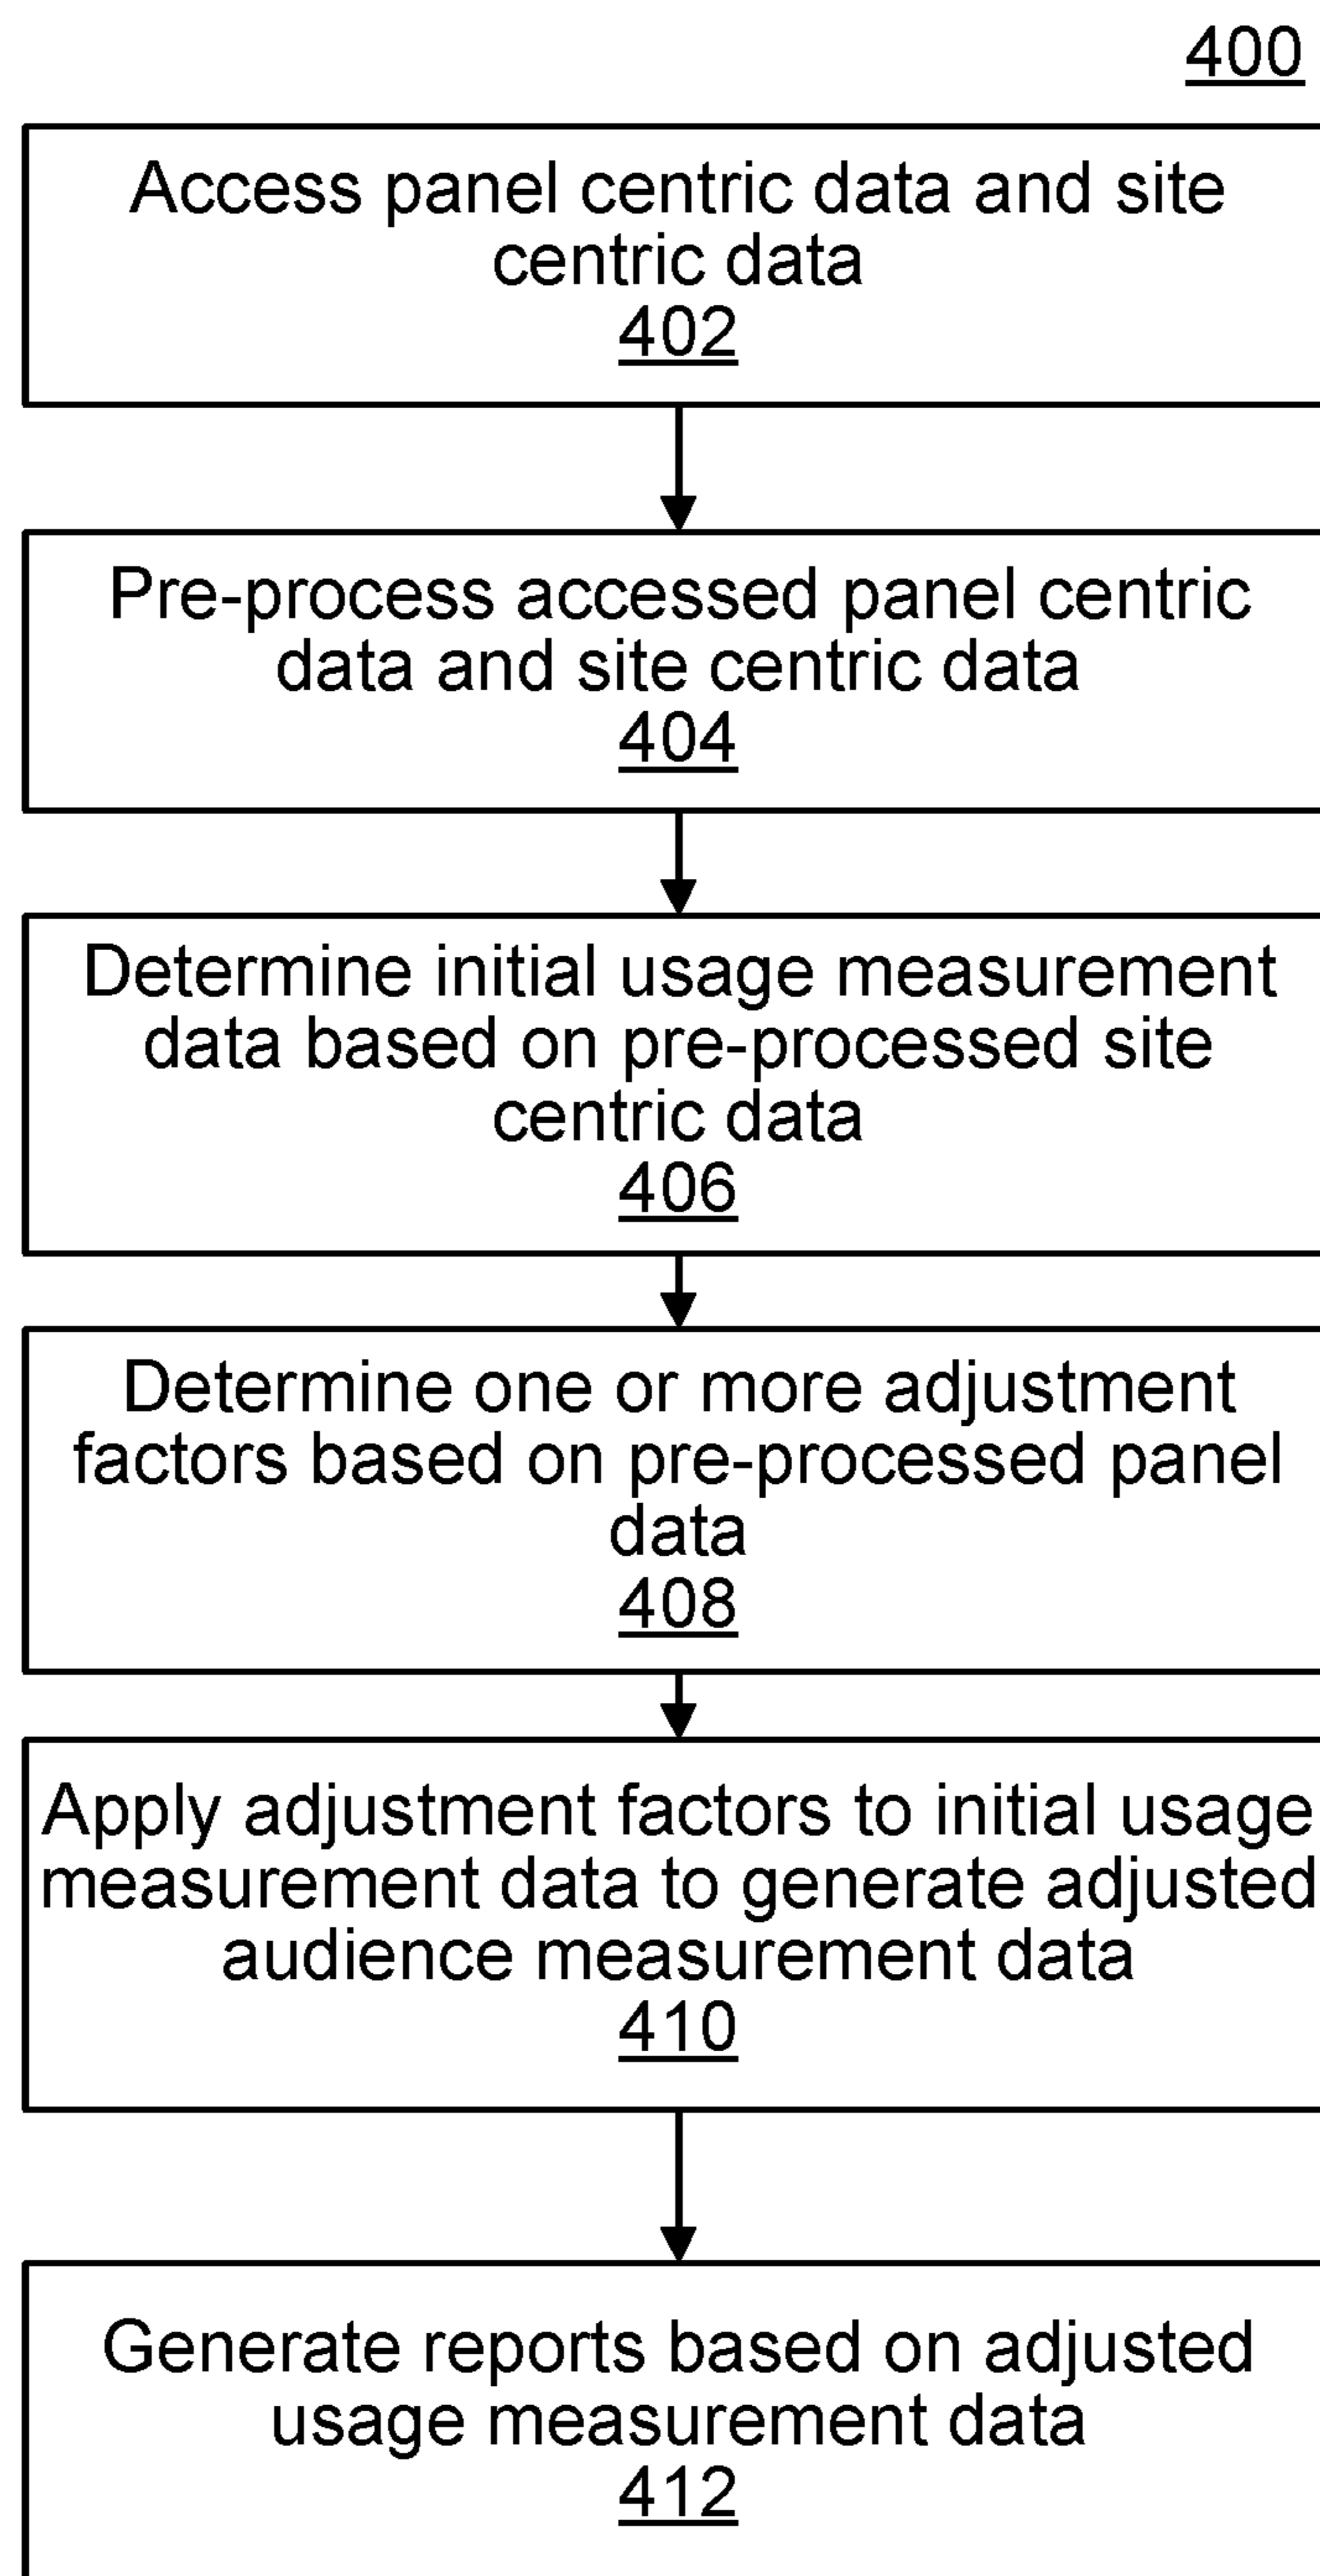 400
Access panel centric data and site
centric data
402
Pre-process accessed panel centric
data and site centric data
404
Determine initial usage measurement
data based on pre-processed site
centric data
406
Determine one or more adjustment
factors based on pre-processed panel
data
408
Apply adjustment factors to initial usage
measurement data to generate adjusted
audience measurement data
410
Generate reports based on adjusted
usage measurement data
412